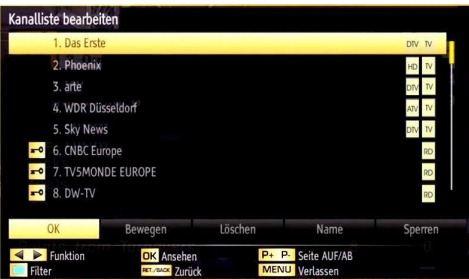 Kanalliste bearbeiten
1. Das Erste DTV TV
2. Phoenix HD TV
3. arte DTV TV
4. WDR Düsseldorf ATV TV
5. Sky News DTV TV
6. CNBC Europe RD
7. TV5MONDE EUROPE RD
8. DW-TV RD
OK Bewegen Löschen Name Sperren
Funktion OK Ansehen P+ P- Seite AUF/AB
Filter RET./BACK Zurück MENU Verlassen